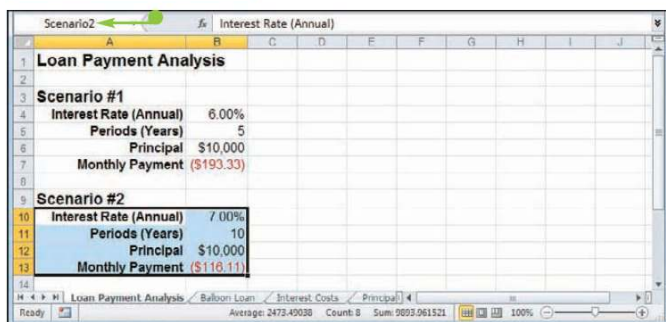 Scenario2 fx Interest Rate (Annual)
A B C D E F G H I J
1 Loan Payment Analysis
2
3 Scenario #1
4 Interest Rate (Annual) 6.00%
5 Periods (Years) 5
6 Principal $10,000
7 Monthly Payment ($193.33)
8
9 Scenario #2
10 Interest Rate (Annual) 7.00%
11 Periods (Years) 10
12 Principal $10,000
13 Monthly Payment ($116.11)
14
Loan Payment Analysis Balloon Loan Interest Costs Principal
Ready Average: 2473.49038 Count: 8 Sum: 9893.961521 100%